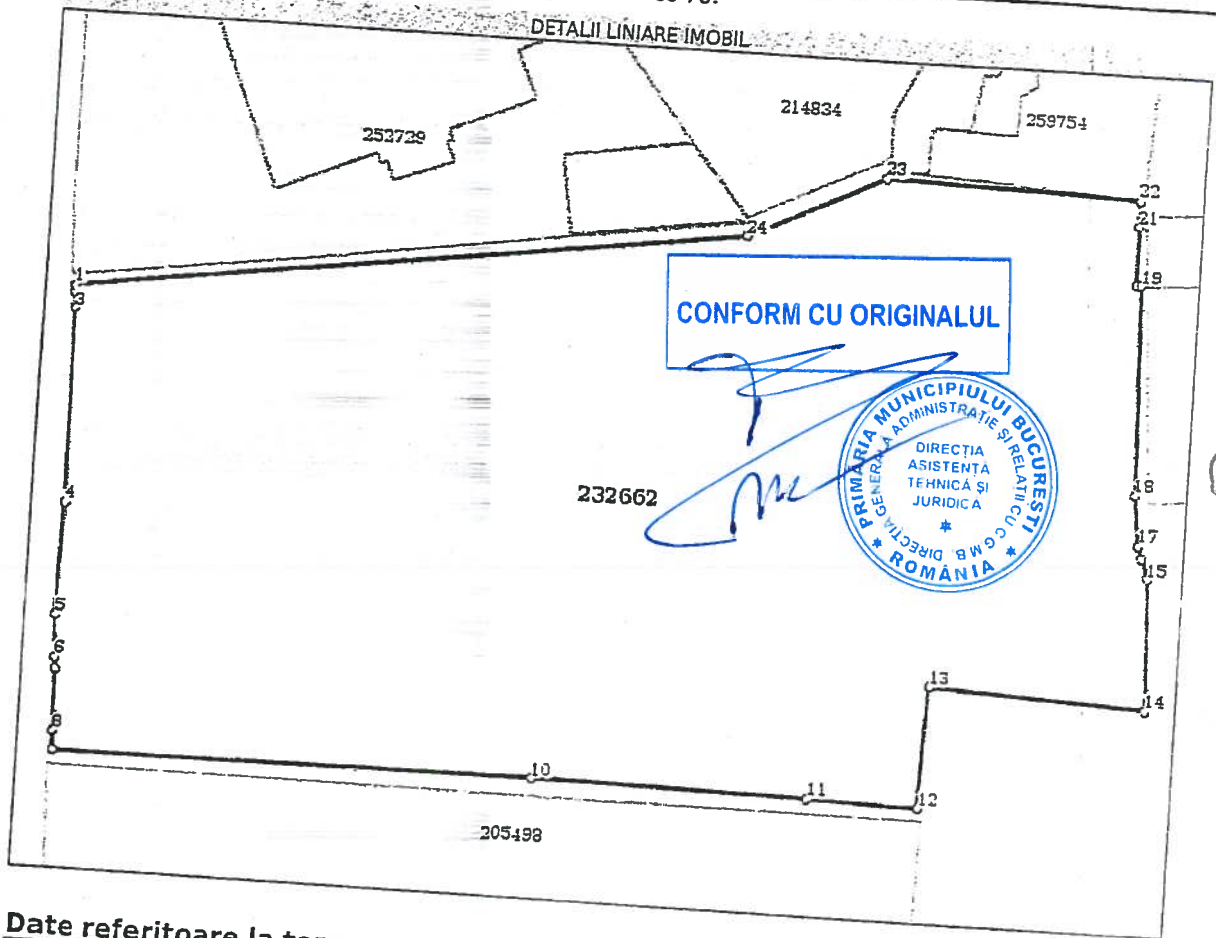 DETALII LINIARE IMOBIL
252729
214834
259754
23
22
21
24
1
3
19
CONFORM CU ORIGINALUL
PRIMĂRIA MUNICIPIULUI BUCUREȘTI
DIRECȚIA GENERALĂ ADMINISTRAȚIE ȘI RELAȚII CU C.G.M.B.
DIRECȚIA
ASISTENȚĂ
TEHNICĂ ȘI
JURIDICĂ
ROMÂNIA
232662
4
18
17
15
5
6
13
14
8
10
11
12
205498
Date referitoare la